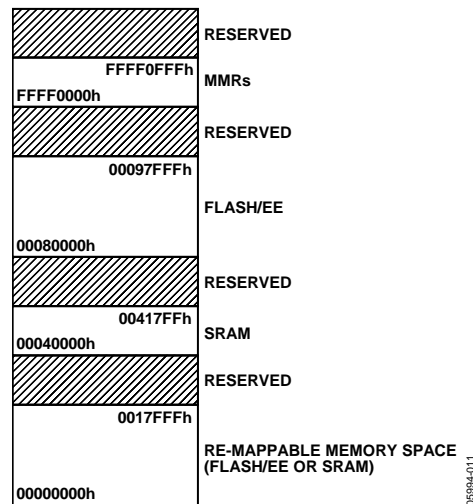 RESERVED
FFFF0FFFh
MMRs
FFFF0000h
RESERVED
00097FFFh
FLASH/EE
00080000h
RESERVED
00417FFh
SRAM
00040000h
RESERVED
0017FFFh
RE-MAPPABLE MEMORY SPACE
(FLASH/EE OR SRAM)
00000000h
05994-011